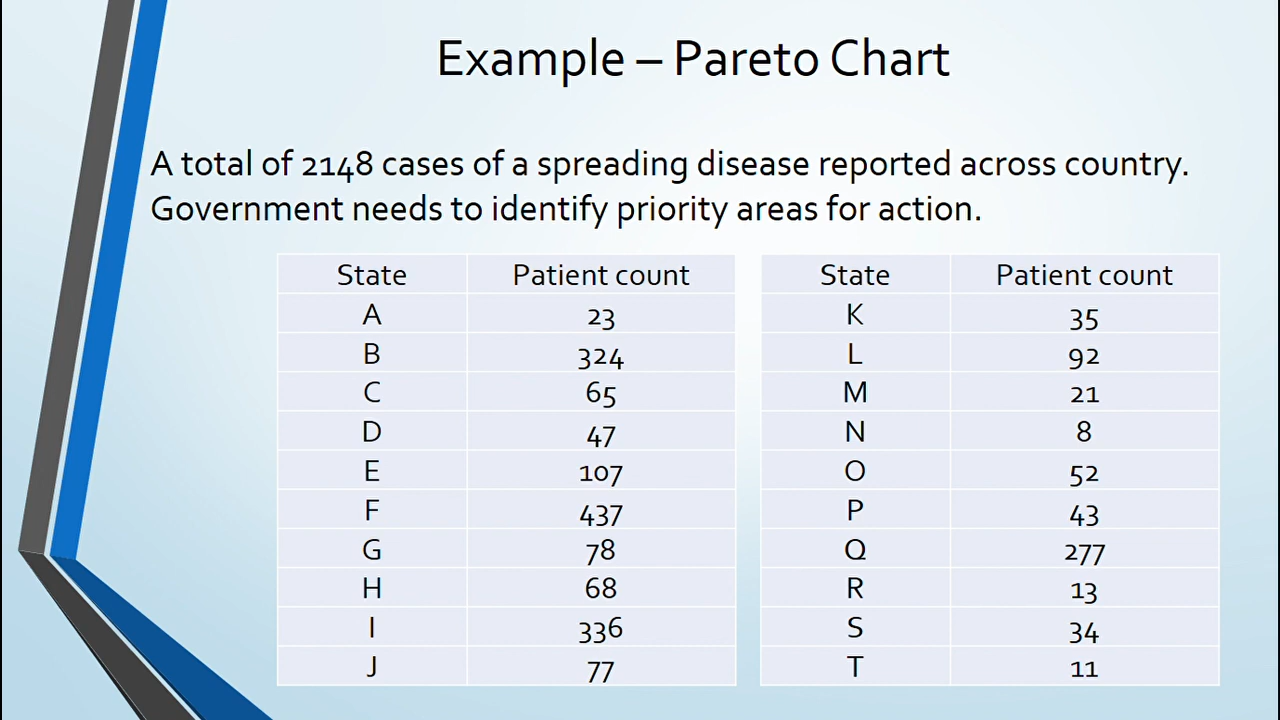 Example – Pareto Chart
A total of 2148 cases of a spreading disease reported across country.
Government needs to identify priority areas for action.
State Patient count
A 23
B 324
C 65
D 47
E 107
F 437
G 78
H 68
I 336
J 77
State Patient count
K 35
L 92
M 21
N 8
O 52
P 43
Q 277
R 13
S 34
T 11